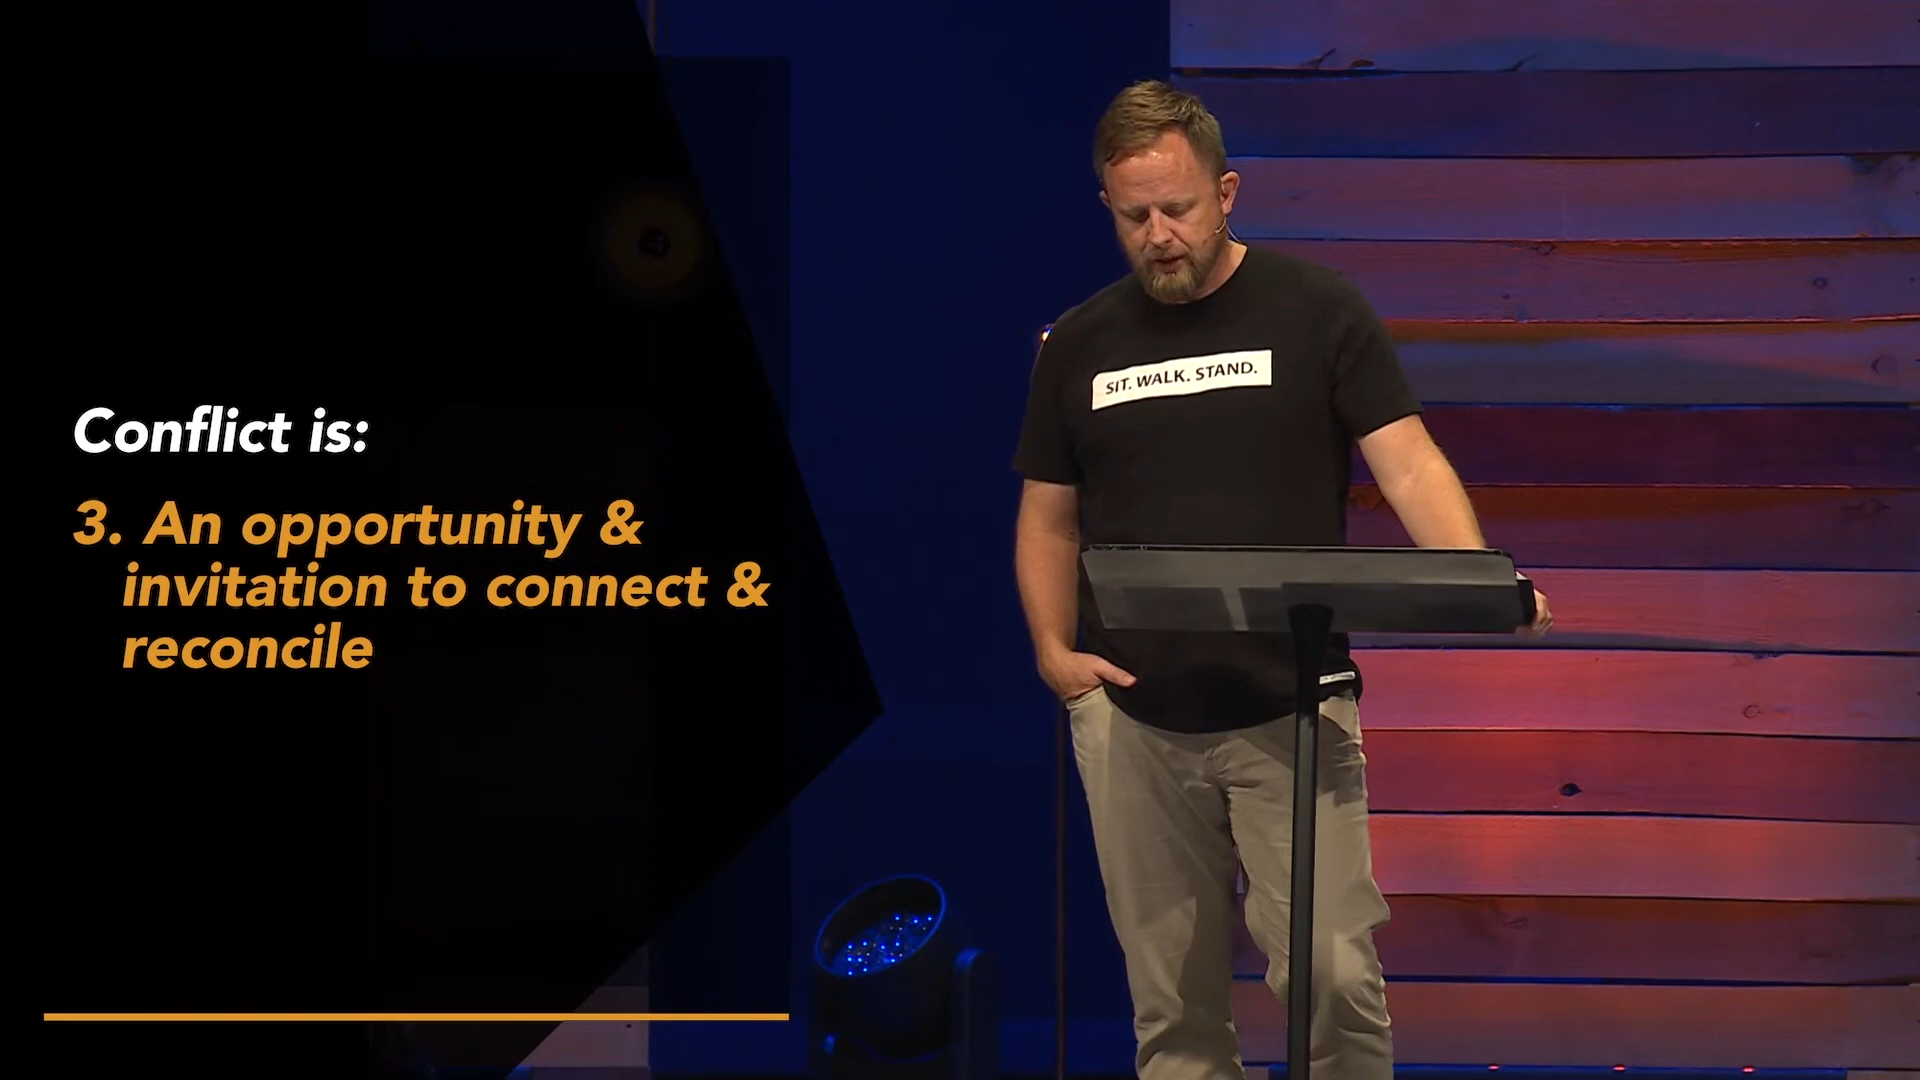 Conflict is:
3. An opportunity &
invitation to connect &
reconcile
SIT. WALK. STAND.